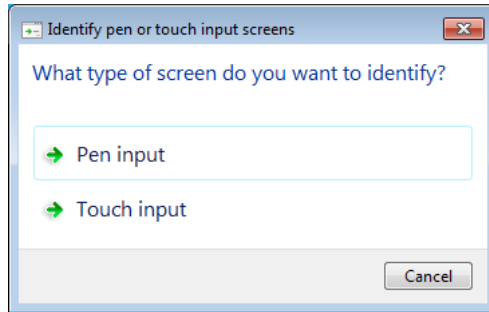 Identify pen or touch input screens
What type of screen do you want to identify?
Pen input
Touch input
Cancel